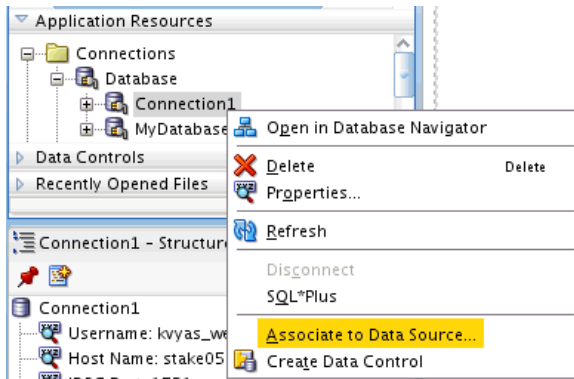 Application Resources
Connections
Database
Connection1
MyDatabase
Data Controls
Recently Opened Files
Open in Database Navigator
Delete Delete
Properties...
Refresh
Disconnect
SQL*Plus
Associate to Data Source...
Create Data Control
Connection1 - Structure
Connection1
Username: kvyas_we
Host Name: stake05